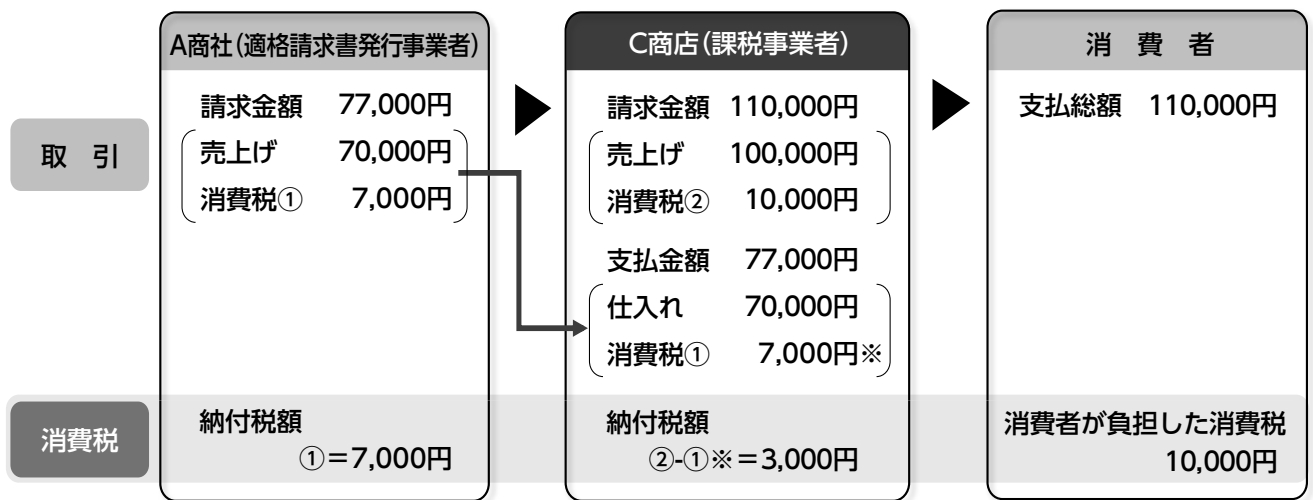 A商社(適格請求書発行事業者)
C商店(課税事業者)
消 費 者
取 引
請求金額 77,000円
売上げ 70,000円
消費税① 7,000円
請求金額 110,000円
売上げ 100,000円
消費税② 10,000円
支払金額 77,000円
仕入れ 70,000円
消費税① 7,000円※
支払総額 110,000円
消費税
納付税額
①=7,000円
納付税額
②-①※=3,000円
消費者が負担した消費税
10,000円